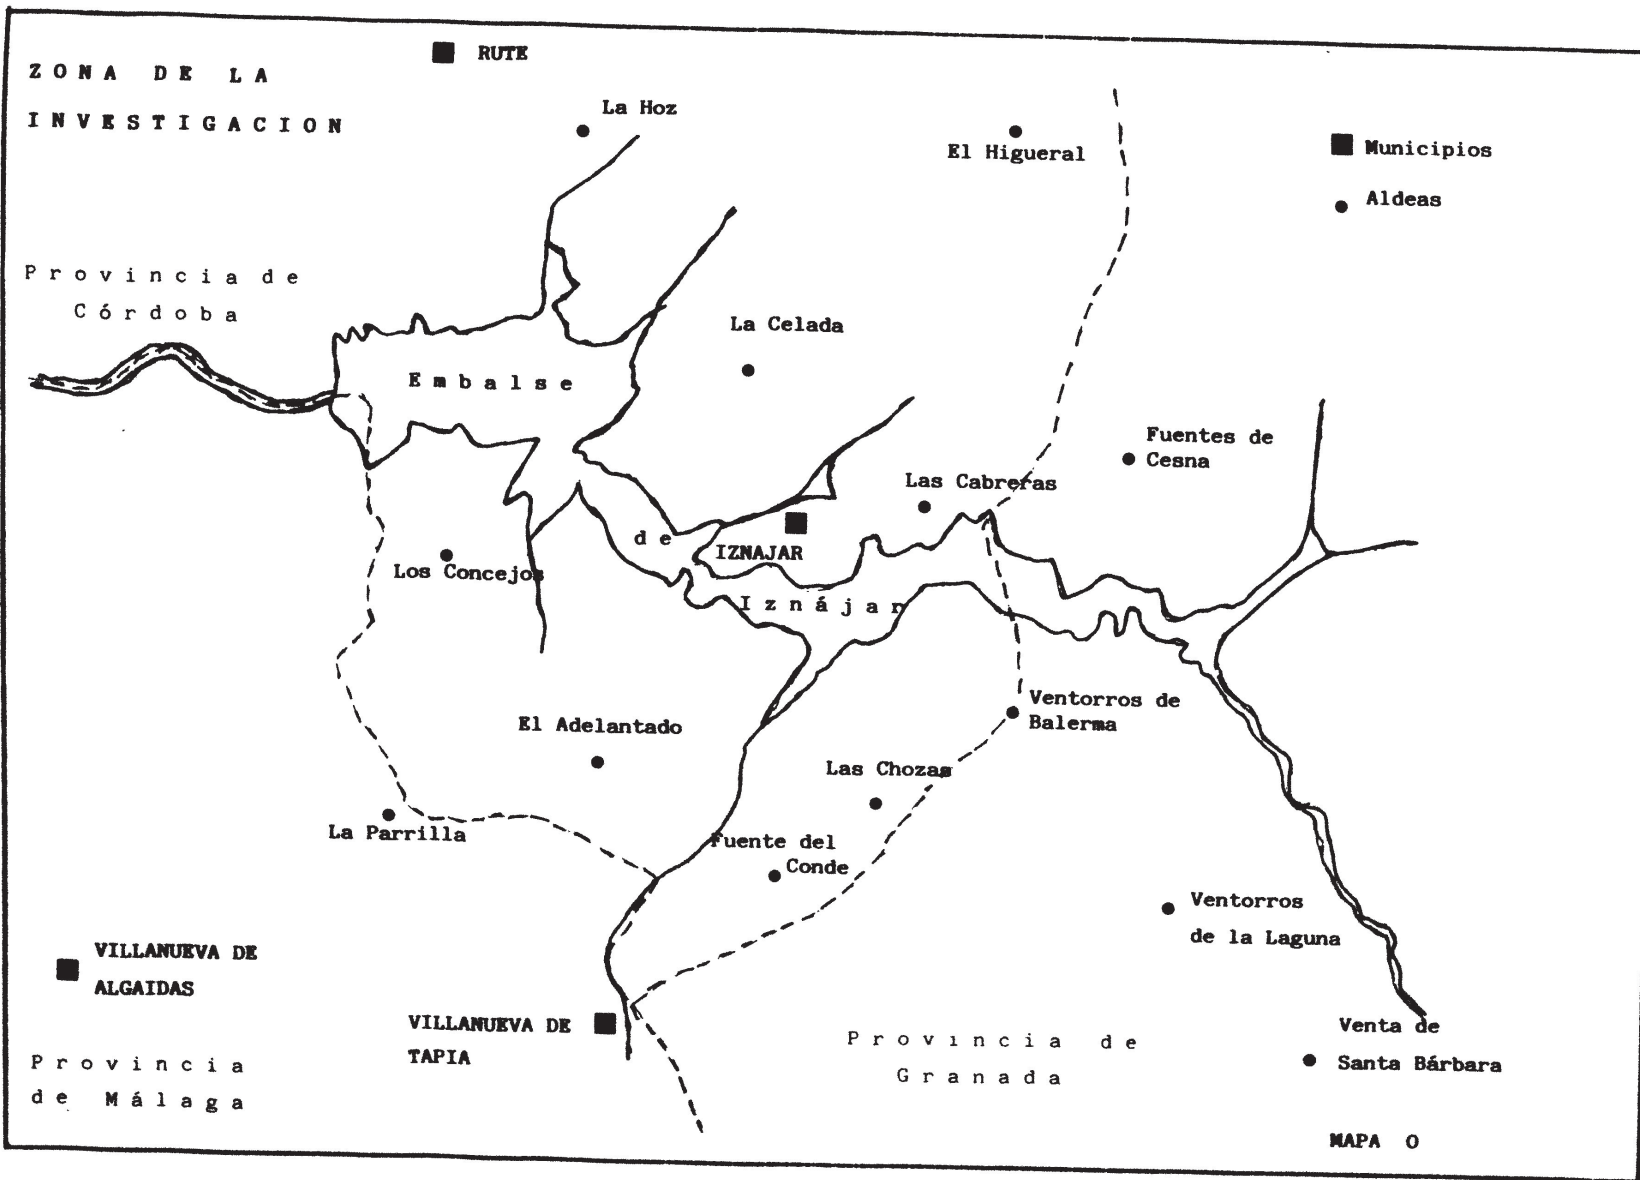 ZONA DE LA
INVESTIGACION
RUTE
La Hoz
El Higueral
Municipios
Aldeas
Provincia de
Córdoba
La Celada
Embalse
Fuentes de
Cesna
Las Cabreras
de
IZNAJAR
Los Concejos
Iznájar
Ventorros de
Balerma
El Adelantado
Las Chozas
La Parrilla
Fuente del
Conde
Ventorros
de la Laguna
VILLANUEVA DE
ALGAIDAS
VILLANUEVA DE
TAPIA
Provincia de
Granada
Venta de
Santa Bárbara
Provincia
de Málaga
MAPA O